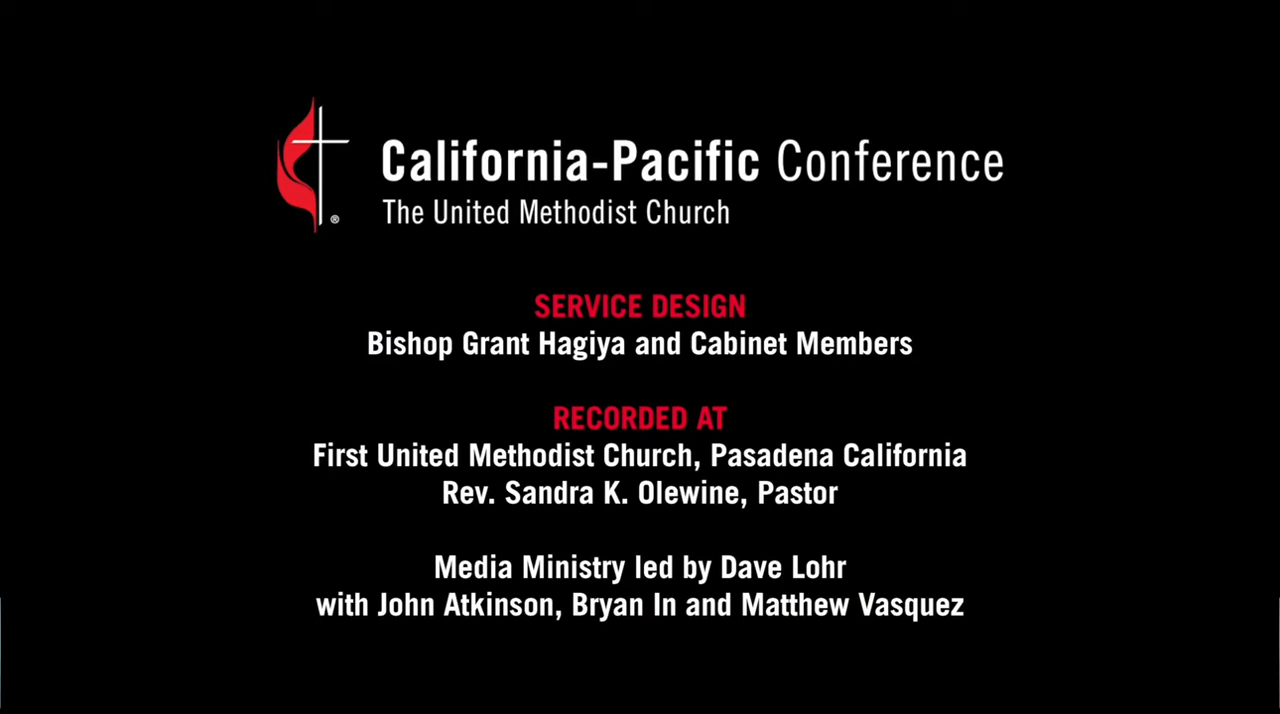 California-Pacific Conference
The United Methodist Church
®
SERVICE DESIGN
Bishop Grant Hagiya and Cabinet Members
RECORDED AT
First United Methodist Church, Pasadena California
Rev. Sandra K. Olewine, Pastor
Media Ministry led by Dave Lohr
with John Atkinson, Bryan In and Matthew Vasquez